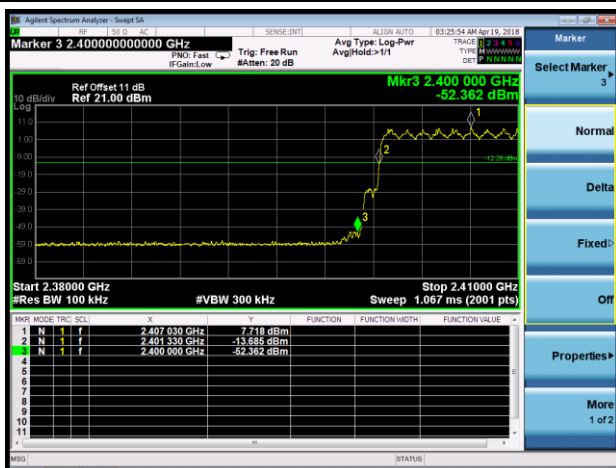 Agilent Spectrum Analyzer - Swept SA
RF 50 Ω AC SENSE:INT ALIGN AUTO 03:25:54 AM Apr 19, 2018
Marker 3 2.400000000000 GHz
PNO: Fast
IFGain:Low
Trig: Free Run
#Atten: 20 dB
Avg Type: Log-Pwr
Avg|Hold:>1/1
TRACE 1 2 3 4 5 6
TYPE M WWWWW
DET P N N N N N
Ref Offset 11 dB
Ref 21.00 dBm
10 dB/div
Log
Mkr3 2.400 000 GHz
-52.362 dBm
11.0
1.00
-9.00
-19.0
-29.0
-39.0
-49.0
-59.0
-69.0
1
2
3
-12.28 dBm
Start 2.38000 GHz Stop 2.41000 GHz
#Res BW 100 kHz #VBW 300 kHz Sweep 1.067 ms (2001 pts)
MKR MODE TRC SCL X Y FUNCTION FUNCTION WIDTH FUNCTION VALUE
1 N 1 f 2.407 030 GHz 7.718 dBm
2 N 1 f 2.401 330 GHz -13.685 dBm
3 N 1 f 2.400 000 GHz -52.362 dBm
4
5
6
7
8
9
10
11
MSG STATUS
Marker
Select Marker
3
Normal
Delta
Fixed
Off
Properties
More
1 of 2